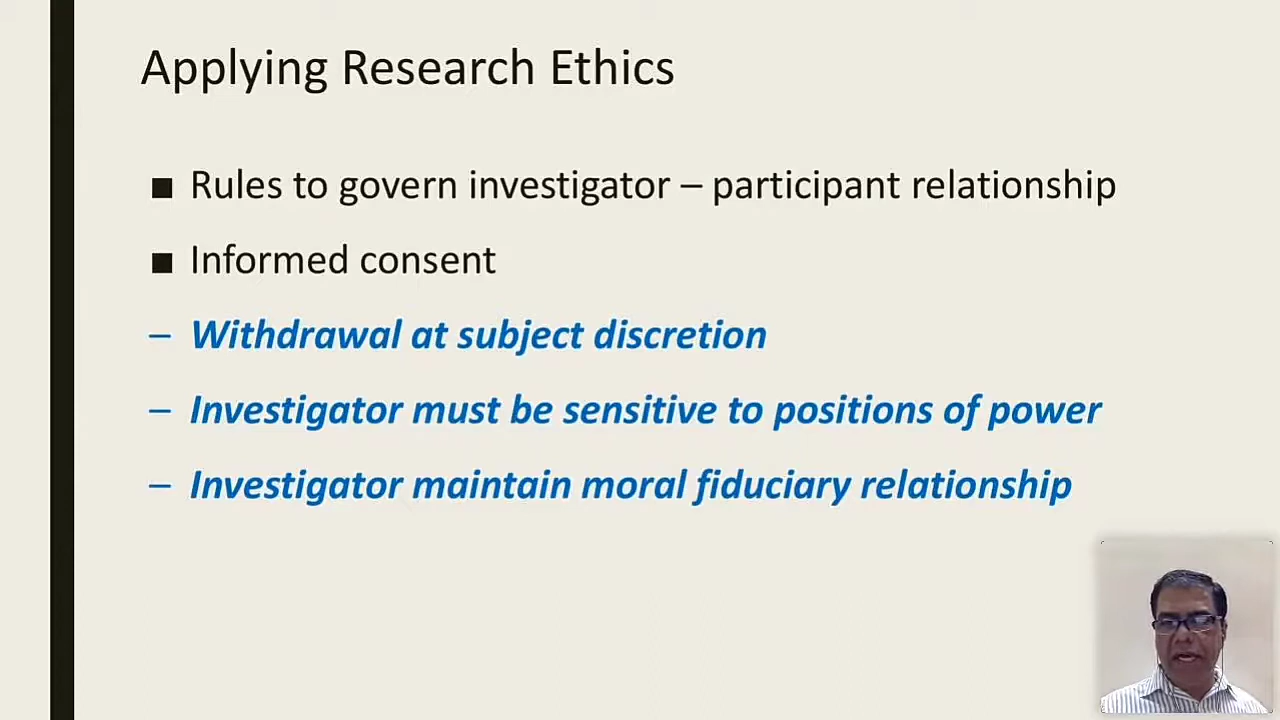 Applying Research Ethics
■ Rules to govern investigator – participant relationship
■ Informed consent
– Withdrawal at subject discretion
– Investigator must be sensitive to positions of power
– Investigator maintain moral fiduciary relationship